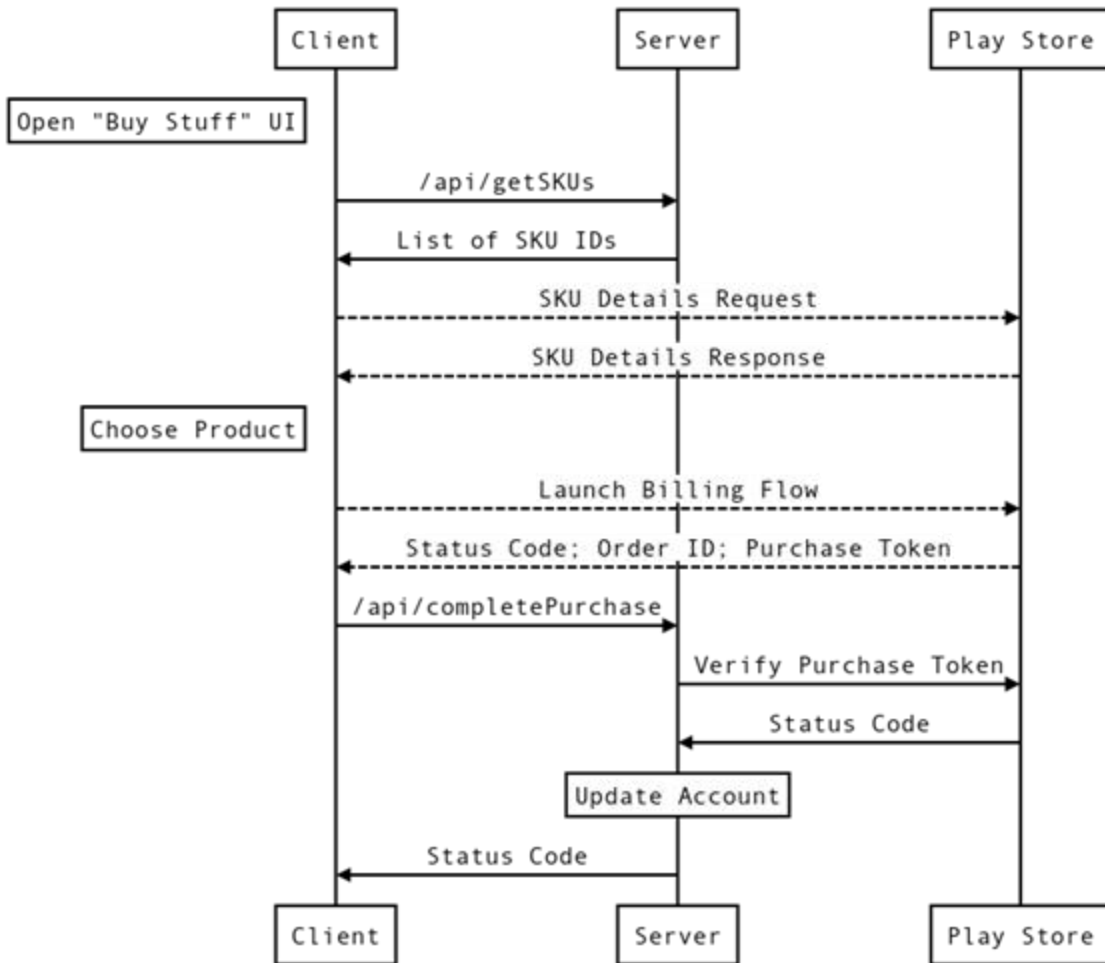 Client
Server
Play Store
Open "Buy Stuff" UI
/api/getSKUs
List of SKU IDs
SKU Details Request
SKU Details Response
Choose Product
Launch Billing Flow
Status Code; Order ID; Purchase Token
/api/completePurchase
Verify Purchase Token
Status Code
Update Account
Status Code
Client
Server
Play Store